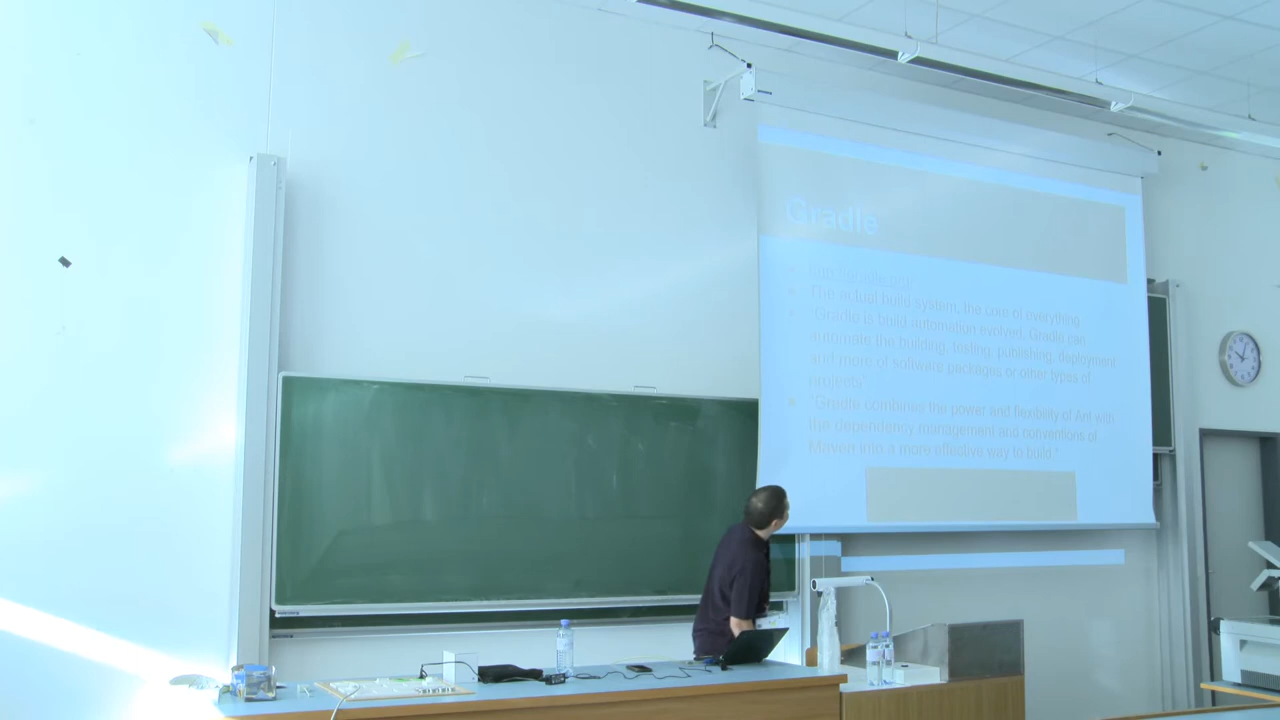 Gradle
The actual build system, the core of everything
"Gradle is build automation evolved. Gradle can
automate the building, testing, publishing, deployment
and more of software packages or other types of
projects"
"Gradle combines the power and flexibility of Ant with
the dependency management and conventions of
Maven into a more effective way to build."